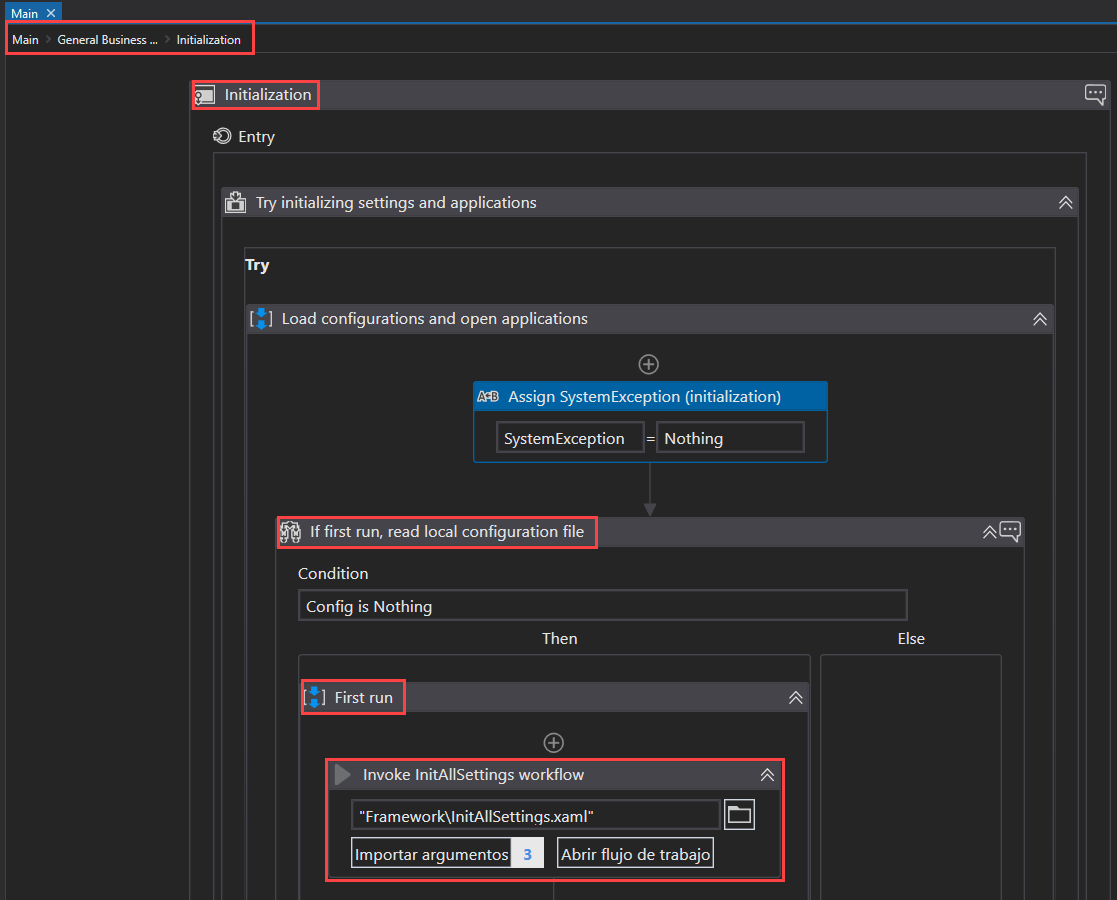 Main
Main General Business ... Initialization
Initialization
Entry
Try initializing settings and applications
Try
Load configurations and open applications
A←B Assign SystemException (initialization)
SystemException = Nothing
If first run, read local configuration file
Condition
Config is Nothing
Then Else
First run
Invoke InitAllSettings workflow
"Framework\InitAllSettings.xaml"
Importar argumentos 3 Abrir flujo de trabajo